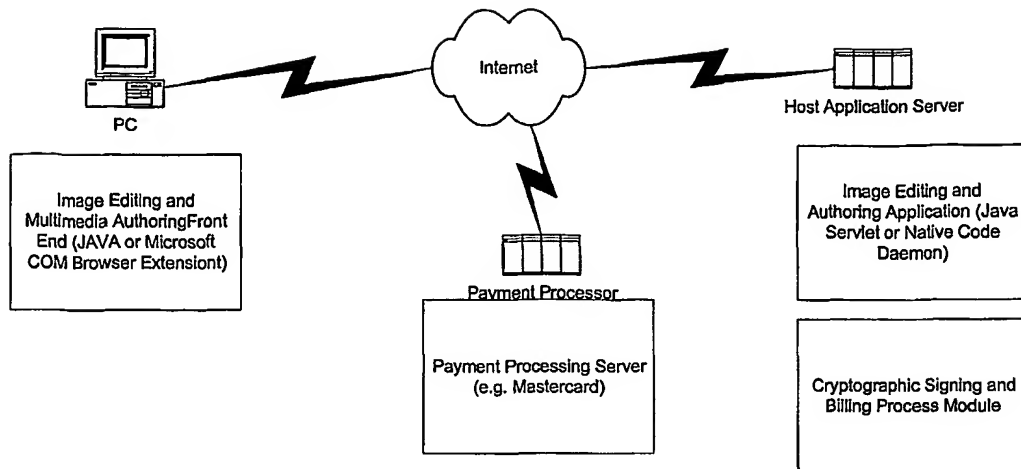 Internet
PC
Host Application Server
Image Editing and
Multimedia AuthoringFront
End (JAVA or Microsoft
COM Browser Extensiont)
Image Editing and
Authoring Application (Java
Servlet or Native Code
Daemon)
Payment Processor
Payment Processing Server
(e.g. Mastercard)
Cryptographic Signing and
Billing Process Module